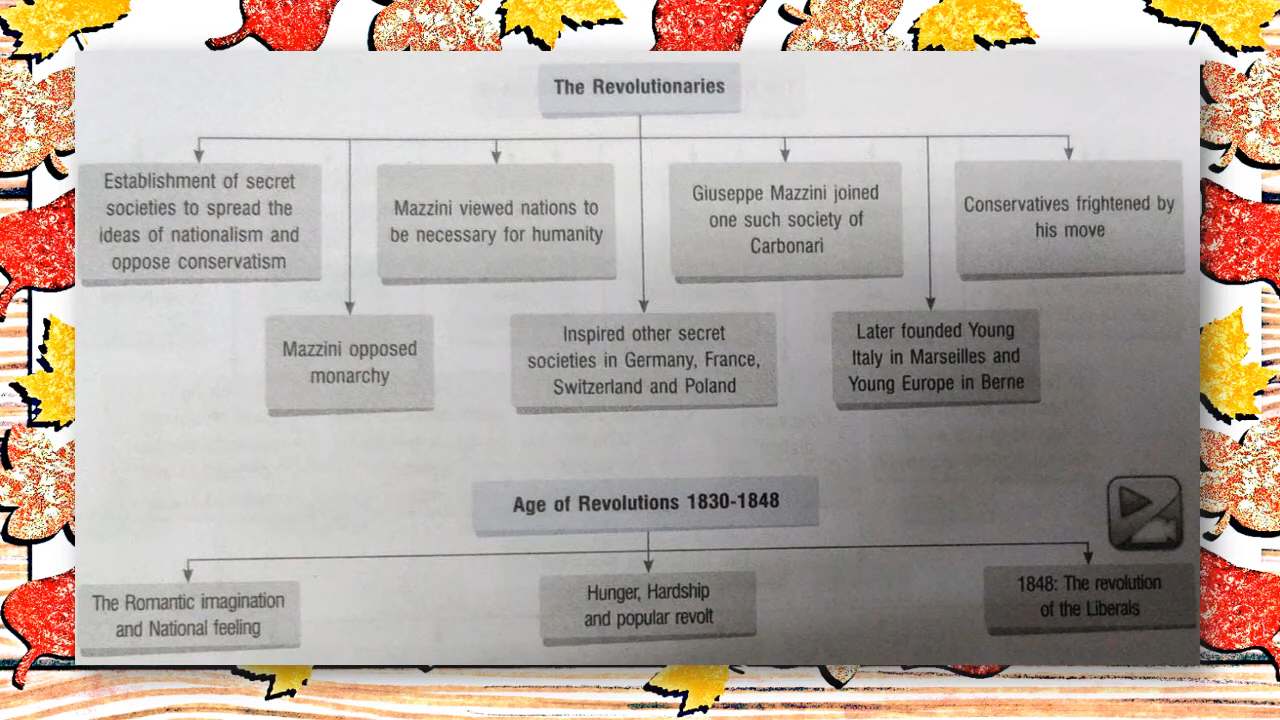 The Revolutionaries
Establishment of secret
societies to spread the
ideas of nationalism and
oppose conservatism
Mazzini viewed nations to
be necessary for humanity
Giuseppe Mazzini joined
one such society of
Carbonari
Conservatives frightened by
his move
Mazzini opposed
monarchy
Inspired other secret
societies in Germany, France,
Switzerland and Poland
Later founded Young
Italy in Marseilles and
Young Europe in Berne
Age of Revolutions 1830-1848
The Romantic imagination
and National feeling
Hunger, Hardship
and popular revolt
1848: The revolution
of the Liberals